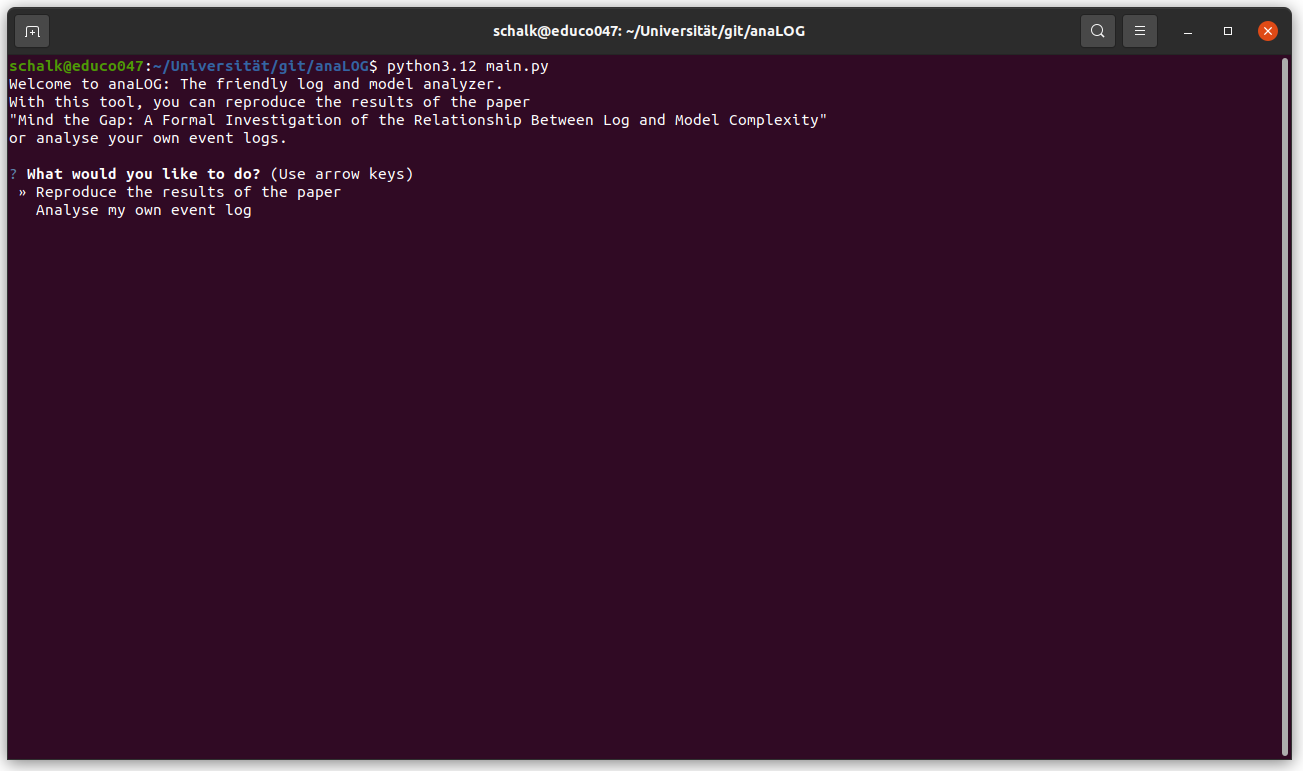 schalk@educo047: ~/Universität/git/anaLOG
schalk@educo047:~/Universität/git/anaLOG$ python3.12 main.py
Welcome to anaLOG: The friendly log and model analyzer.
With this tool, you can reproduce the results of the paper
"Mind the Gap: A Formal Investigation of the Relationship Between Log and Model Complexity"
or analyse your own event logs.
? What would you like to do? (Use arrow keys)
» Reproduce the results of the paper
Analyse my own event log